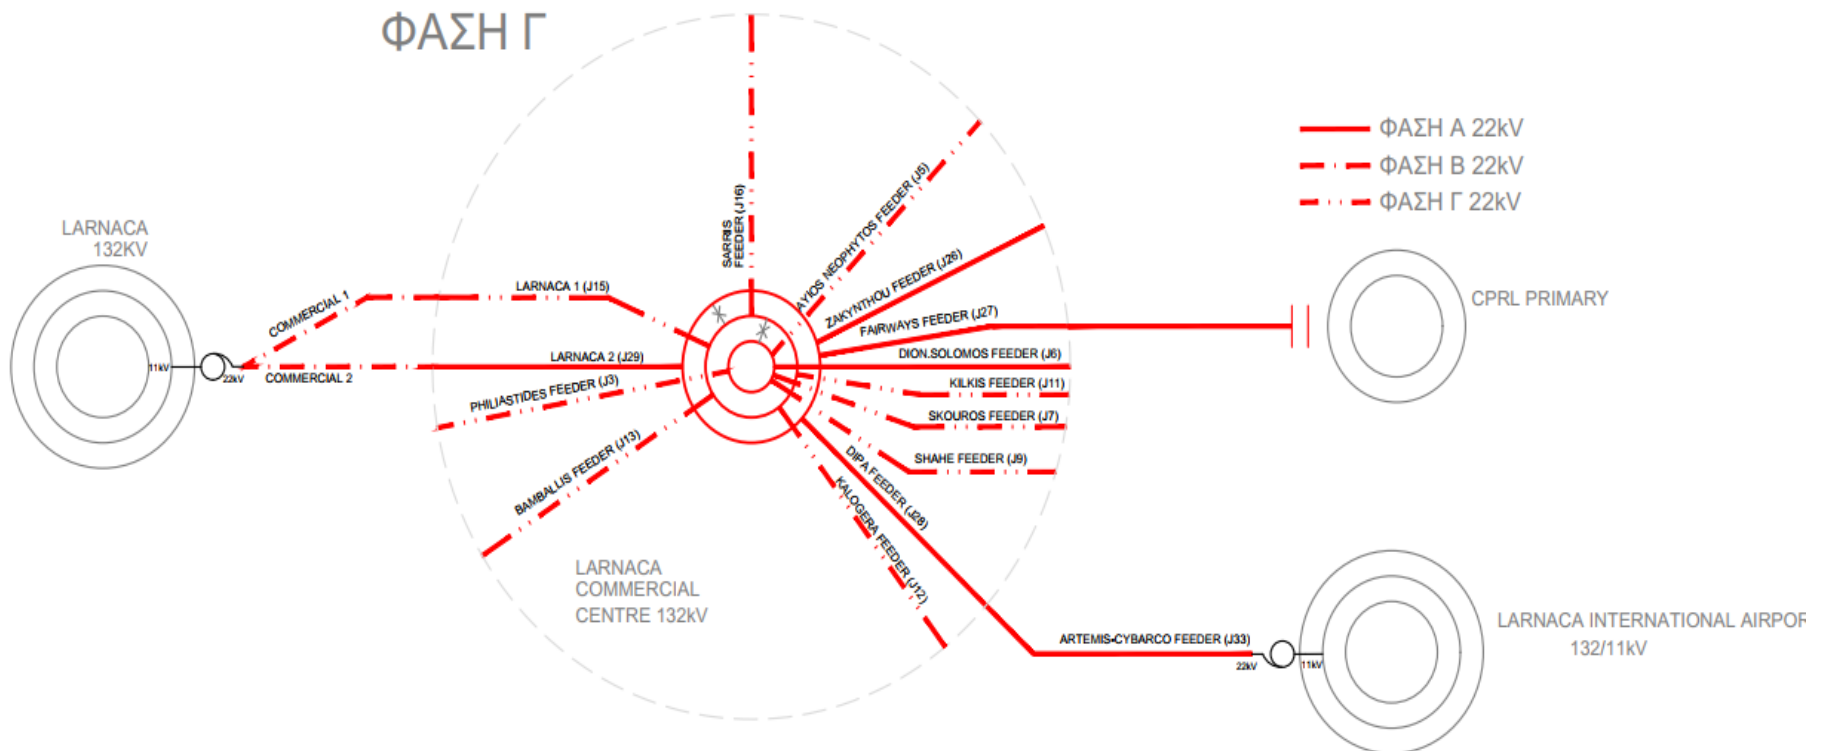 ΦΑΣΗ Γ
ΦΑΣΗ Α 22kV
ΦΑΣΗ Β 22kV
ΦΑΣΗ Γ 22kV
LARNACA
132KV
11kV
22kV
COMMERCIAL 1
COMMERCIAL 2
LARNACA 1 (J15)
LARNACA 2 (J29)
PHILIASTIDES FEEDER (J3)
BAMBALLIS FEEDER (J13)
SARRIS
FEEDER (J16)
AYIOS NEOPHYTOS FEEDER (J5)
ZAKYNTHOU FEEDER (J26)
FAIRWAYS FEEDER (J27)
DION.SOLOMOS FEEDER (J6)
KILKIS FEEDER (J11)
SKOUROS FEEDER (J7)
SHAHE FEEDER (J9)
DIPA FEEDER (J28)
KALOGERA FEEDER (J12)
LARNACA
COMMERCIAL
CENTRE 132kV
CPRL PRIMARY
ARTEMIS-CYBARCO FEEDER (J33)
22kV
11kV
LARNACA INTERNATIONAL AIRPOR
132/11kV